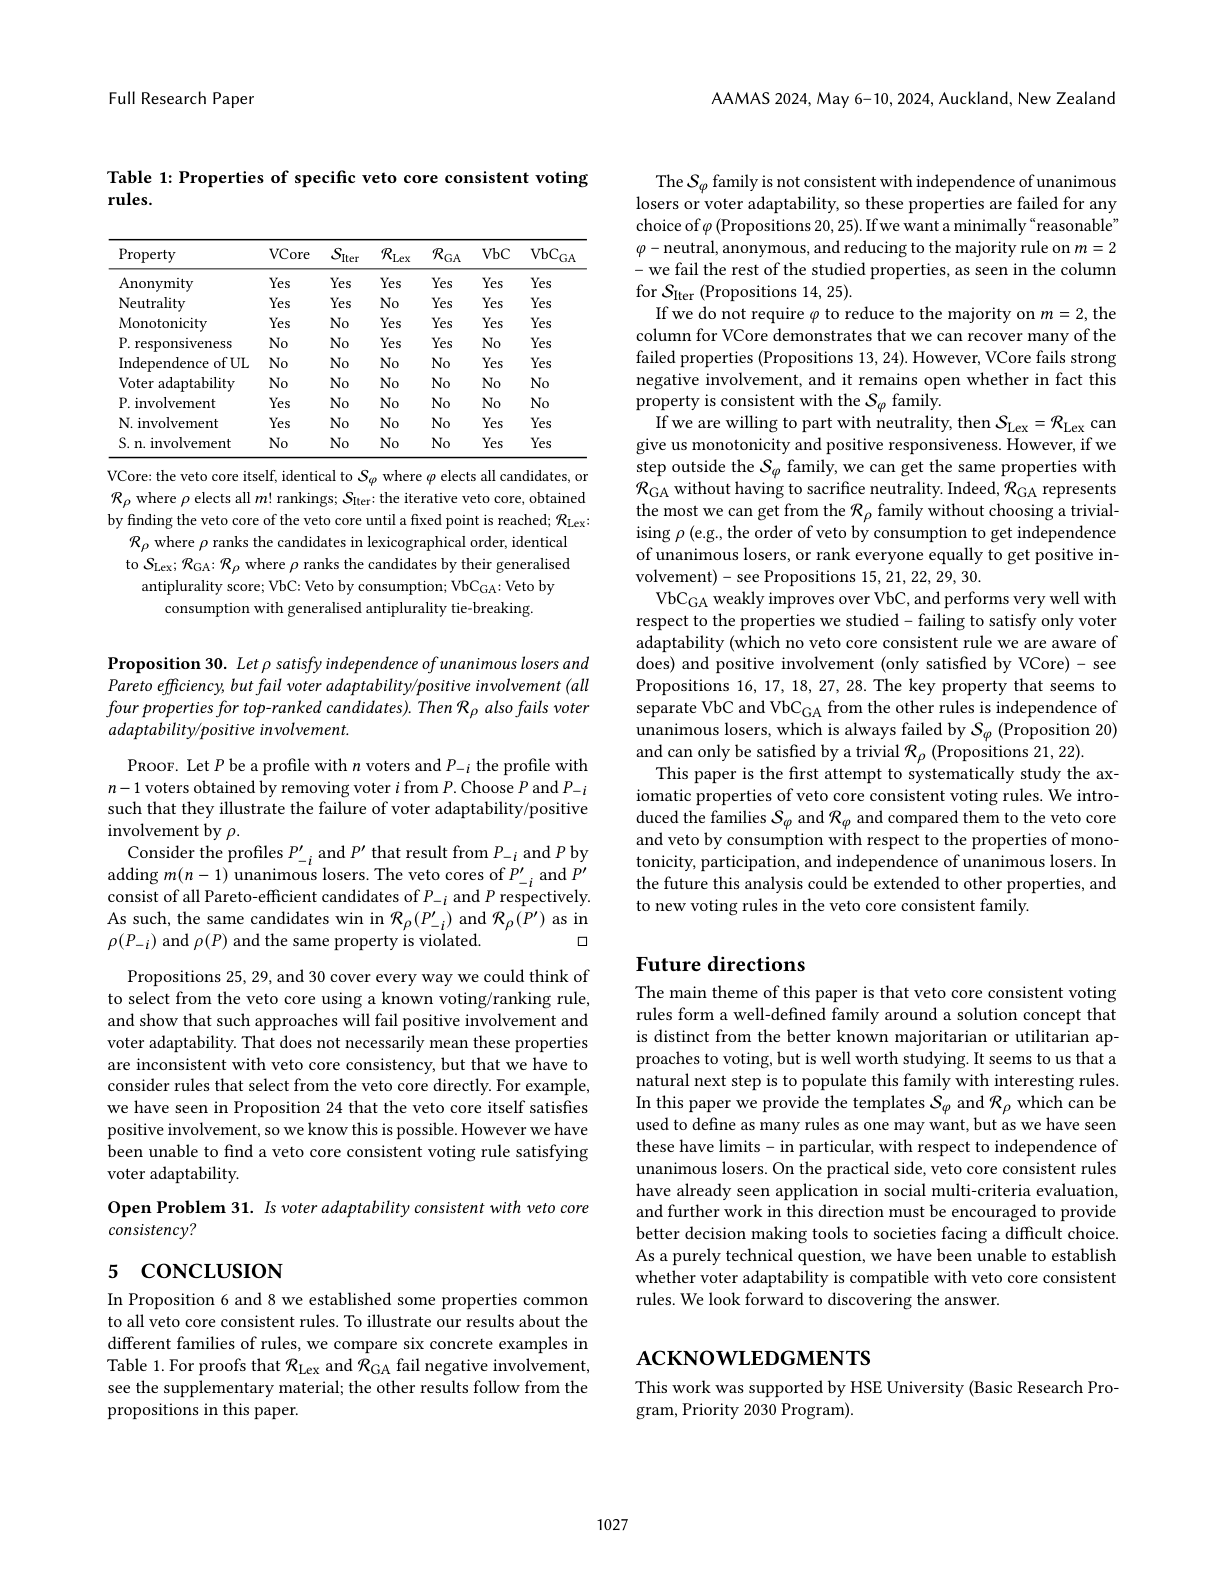 Full Research Paper
AAMAS 2024, May 6–10, 2024, Auckland, New Zealand
Table 1: Properties of specific veto core consistent voting
rules.
Property VCore 𝒮Iter ℛLex ℛGA VbC VbCGA
Anonymity Yes Yes Yes Yes Yes Yes
Neutrality Yes Yes No Yes Yes Yes
Monotonicity Yes No Yes Yes Yes Yes
P. responsiveness No No Yes Yes No Yes
Independence of UL No No No No Yes Yes
Voter adaptability No No No No No No
P. involvement Yes No No No No No
N. involvement Yes No No No Yes Yes
S. n. involvement No No No No Yes Yes
VCore: the veto core itself, identical to 𝒮φ where φ elects all candidates, or
ℛρ where ρ elects all m! rankings; 𝒮Iter: the iterative veto core, obtained
by finding the veto core of the veto core until a fixed point is reached; ℛLex:
ℛρ where ρ ranks the candidates in lexicographical order, identical
to 𝒮Lex; ℛGA: ℛρ where ρ ranks the candidates by their generalised
antiplurality score; VbC: Veto by consumption; VbCGA: Veto by
consumption with generalised antiplurality tie-breaking.
Proposition 30. Let ρ satisfy independence of unanimous losers and
Pareto efficiency, but fail voter adaptability/positive involvement (all
four properties for top-ranked candidates). Then ℛρ also fails voter
adaptability/positive involvement.
Proof. Let P be a profile with n voters and P−i the profile with
n − 1 voters obtained by removing voter i from P. Choose P and P−i
such that they illustrate the failure of voter adaptability/positive
involvement by ρ.
Consider the profiles P′−i and P′ that result from P−i and P by
adding m(n − 1) unanimous losers. The veto cores of P′−i and P′
consist of all Pareto-efficient candidates of P−i and P respectively.
As such, the same candidates win in ℛρ(P′−i) and ℛρ(P′) as in
ρ(P−i) and ρ(P) and the same property is violated. □
Propositions 25, 29, and 30 cover every way we could think of
to select from the veto core using a known voting/ranking rule,
and show that such approaches will fail positive involvement and
voter adaptability. That does not necessarily mean these properties
are inconsistent with veto core consistency, but that we have to
consider rules that select from the veto core directly. For example,
we have seen in Proposition 24 that the veto core itself satisfies
positive involvement, so we know this is possible. However we have
been unable to find a veto core consistent voting rule satisfying
voter adaptability.
Open Problem 31. Is voter adaptability consistent with veto core
consistency?
5 CONCLUSION
In Proposition 6 and 8 we established some properties common
to all veto core consistent rules. To illustrate our results about the
different families of rules, we compare six concrete examples in
Table 1. For proofs that ℛLex and ℛGA fail negative involvement,
see the supplementary material; the other results follow from the
propositions in this paper.
The 𝒮φ family is not consistent with independence of unanimous
losers or voter adaptability, so these properties are failed for any
choice of φ (Propositions 20, 25). If we want a minimally “reasonable”
φ – neutral, anonymous, and reducing to the majority rule on m = 2
– we fail the rest of the studied properties, as seen in the column
for 𝒮Iter (Propositions 14, 25).
If we do not require φ to reduce to the majority on m = 2, the
column for VCore demonstrates that we can recover many of the
failed properties (Propositions 13, 24). However, VCore fails strong
negative involvement, and it remains open whether in fact this
property is consistent with the 𝒮φ family.
If we are willing to part with neutrality, then 𝒮Lex = ℛLex can
give us monotonicity and positive responsiveness. However, if we
step outside the 𝒮φ family, we can get the same properties with
ℛGA without having to sacrifice neutrality. Indeed, ℛGA represents
the most we can get from the ℛρ family without choosing a trivial-
ising ρ (e.g., the order of veto by consumption to get independence
of unanimous losers, or rank everyone equally to get positive in-
volvement) – see Propositions 15, 21, 22, 29, 30.
VbCGA weakly improves over VbC, and performs very well with
respect to the properties we studied – failing to satisfy only voter
adaptability (which no veto core consistent rule we are aware of
does) and positive involvement (only satisfied by VCore) – see
Propositions 16, 17, 18, 27, 28. The key property that seems to
separate VbC and VbCGA from the other rules is independence of
unanimous losers, which is always failed by 𝒮φ (Proposition 20)
and can only be satisfied by a trivial ℛρ (Propositions 21, 22).
This paper is the first attempt to systematically study the ax-
iomatic properties of veto core consistent voting rules. We intro-
duced the families 𝒮φ and ℛφ and compared them to the veto core
and veto by consumption with respect to the properties of mono-
tonicity, participation, and independence of unanimous losers. In
the future this analysis could be extended to other properties, and
to new voting rules in the veto core consistent family.
Future directions
The main theme of this paper is that veto core consistent voting
rules form a well-defined family around a solution concept that
is distinct from the better known majoritarian or utilitarian ap-
proaches to voting, but is well worth studying. It seems to us that a
natural next step is to populate this family with interesting rules.
In this paper we provide the templates 𝒮φ and ℛρ which can be
used to define as many rules as one may want, but as we have seen
these have limits – in particular, with respect to independence of
unanimous losers. On the practical side, veto core consistent rules
have already seen application in social multi-criteria evaluation,
and further work in this direction must be encouraged to provide
better decision making tools to societies facing a difficult choice.
As a purely technical question, we have been unable to establish
whether voter adaptability is compatible with veto core consistent
rules. We look forward to discovering the answer.
ACKNOWLEDGMENTS
This work was supported by HSE University (Basic Research Pro-
gram, Priority 2030 Program).
1027